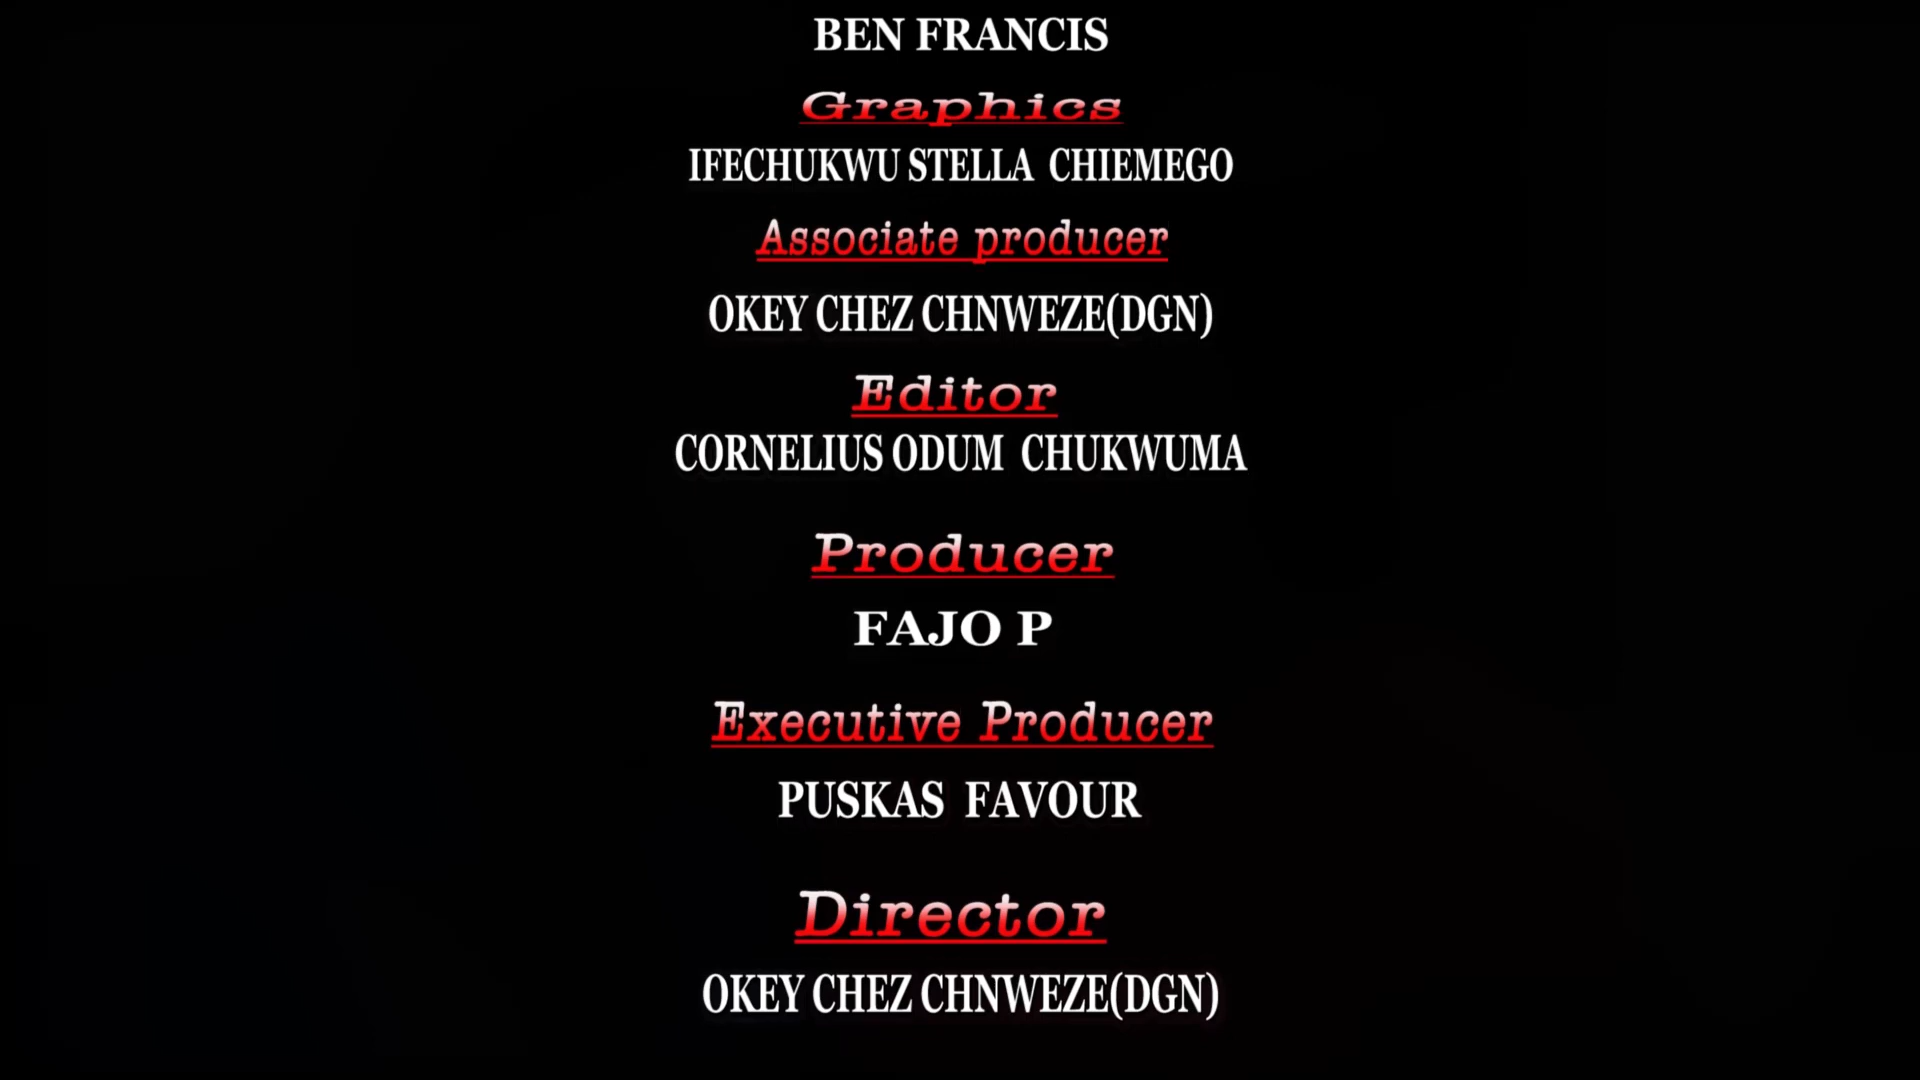 BEN FRANCIS
Graphics
IFECHUKWU STELLA CHIEMEGO
Associate producer
OKEY CHEZ CHNWEZE(DGN)
Editor
CORNELIUS ODUM CHUKWUMA
Producer
FAJO P
Executive Producer
PUSKAS FAVOUR
Director
OKEY CHEZ CHNWEZE(DGN)